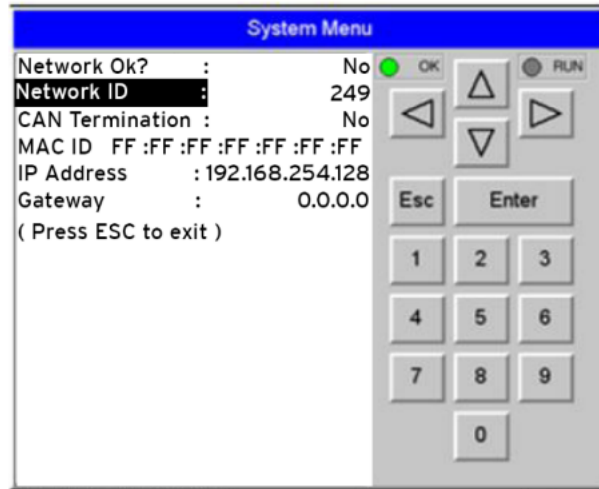 System Menu
Network Ok? : No
Network ID : 249
CAN Termination : No
MAC ID FF :FF :FF :FF :FF :FF :FF
IP Address : 192.168.254.128
Gateway : 0.0.0.0
( Press ESC to exit )
OK RUN
Esc Enter
1 2 3
4 5 6
7 8 9
0